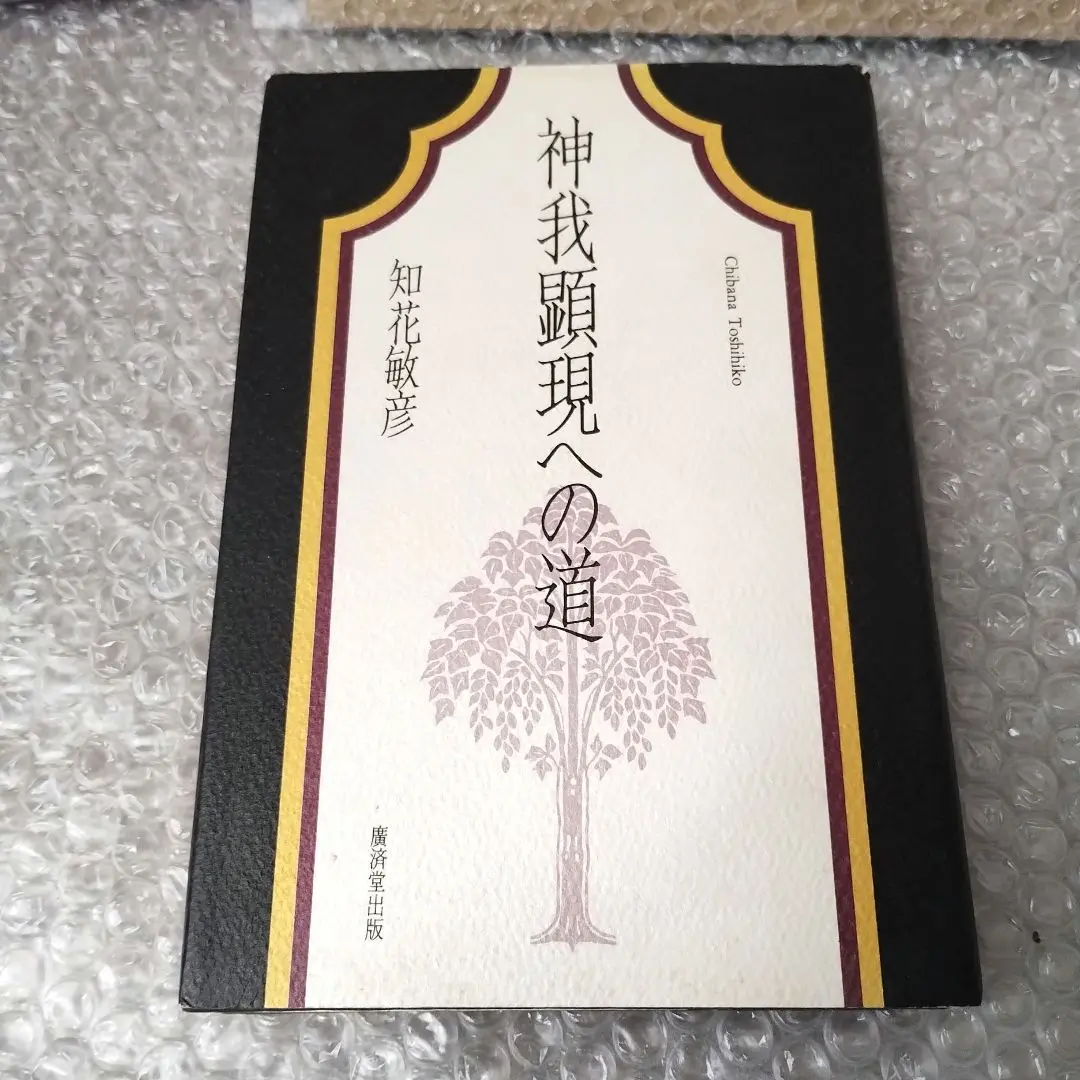 Chibana Toshihiko
神我顕現への道
知花敏彦
廣済堂出版